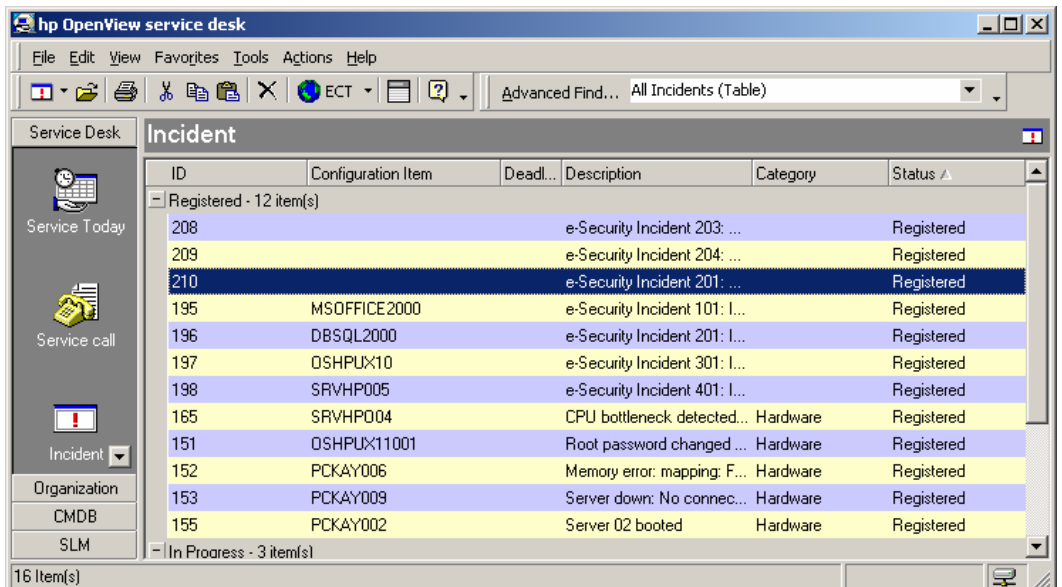 hp OpenView service desk
File Edit View Favorites Tools Actions Help
ECT Advanced Find... All Incidents (Table)
Service Desk
Incident
ID Configuration Item Deadl... Description Category Status
Registered - 12 item(s)
208 e-Security Incident 203: ... Registered
209 e-Security Incident 204: ... Registered
210 e-Security Incident 201: ... Registered
195 MSOFFICE2000 e-Security Incident 101: I... Registered
196 DBSQL2000 e-Security Incident 201: I... Registered
197 OSHPUX10 e-Security Incident 301: I... Registered
198 SRVHP005 e-Security Incident 401: I... Registered
165 SRVHPO04 CPU bottleneck detected... Hardware Registered
151 OSHPUX11001 Root password changed ... Hardware Registered
152 PCKAY006 Memory error: mapping: F... Hardware Registered
153 PCKAY009 Server down: No connec... Hardware Registered
155 PCKAY002 Server 02 booted Hardware Registered
In Progress - 3 item(s)
Service Today
Service call
Incident
Organization
CMDB
SLM
16 Item(s)